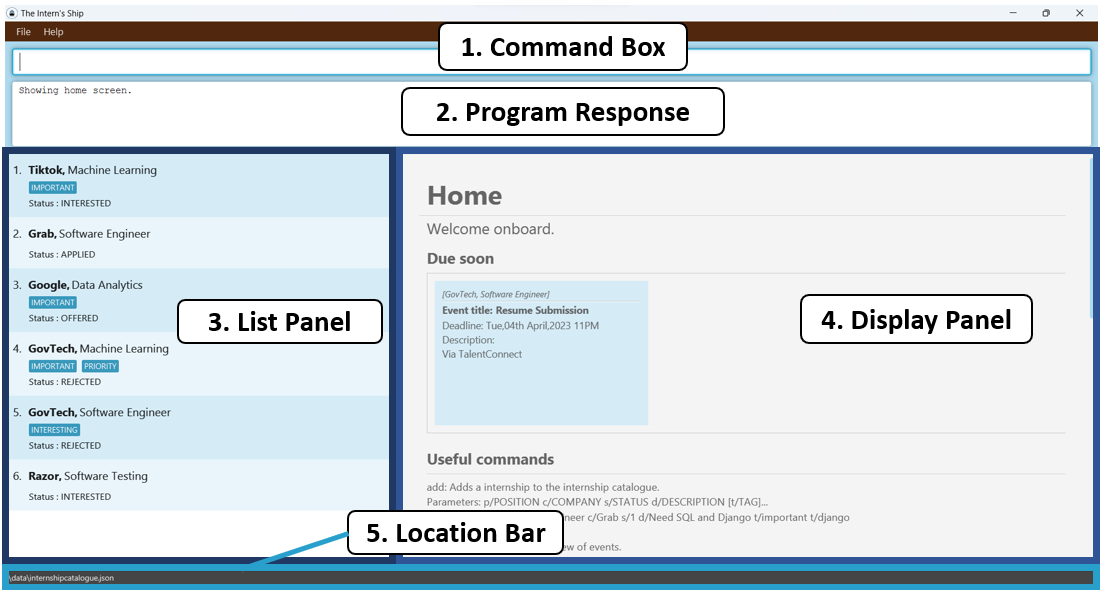 The Intern's Ship
File Help
1. Command Box
Showing home screen.
2. Program Response
1. Tiktok, Machine Learning
IMPORTANT
Status : INTERESTED
2. Grab, Software Engineer
Status : APPLIED
3. Google, Data Analytics
IMPORTANT
Status : OFFERED
3. List Panel
4. GovTech, Machine Learning
IMPORTANT PRIORITY
Status : REJECTED
5. GovTech, Software Engineer
INTERESTING
Status : REJECTED
6. Razor, Software Testing
Status : INTERESTED
Home
Welcome onboard.
Due soon
[GovTech, Software Engineer]
Event title: Resume Submission
Deadline: Tue,04th April,2023 11PM
Description:
Via TalentConnect
4. Display Panel
Useful commands
add: Adds a internship to the internship catalogue.
Parameters: p/POSITION c/COMPANY s/STATUS d/DESCRIPTION [t/TAG]...
c/Grab s/1 d/Need SQL and Django t/important t/django
of events.
5. Location Bar
\data\internshipcatalogue.json